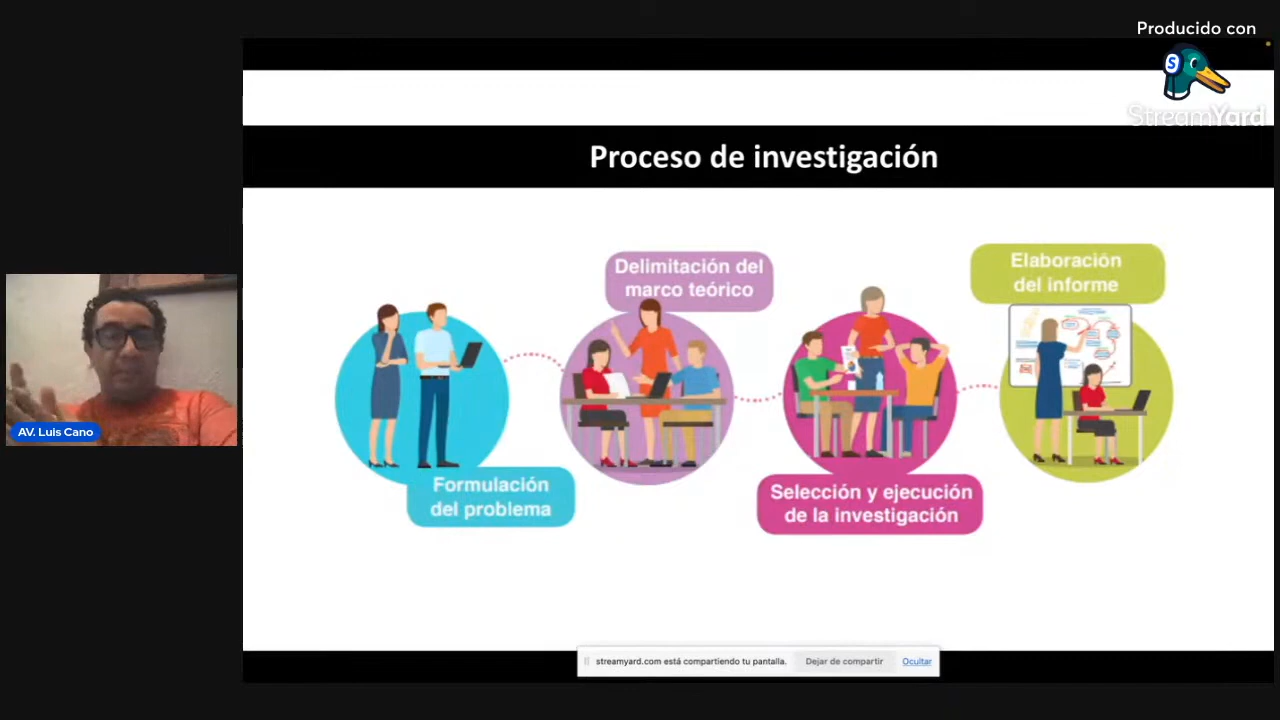 Producido con
S
StreamYard
Proceso de investigación
Delimitación del
marco teórico
Elaboración
del informe
AV. Luis Cano
Formulación
del problema
Selección y ejecución
de la investigación
streamyard.com está compartiendo tu pantalla.
Dejar de compartir
Ocultar